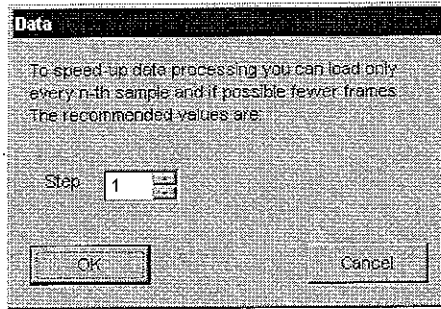 Data
To speed-up data processing you can load only
every n-th sample and if possible fewer frames
The recommended values are:
Step 1
OK Cancel